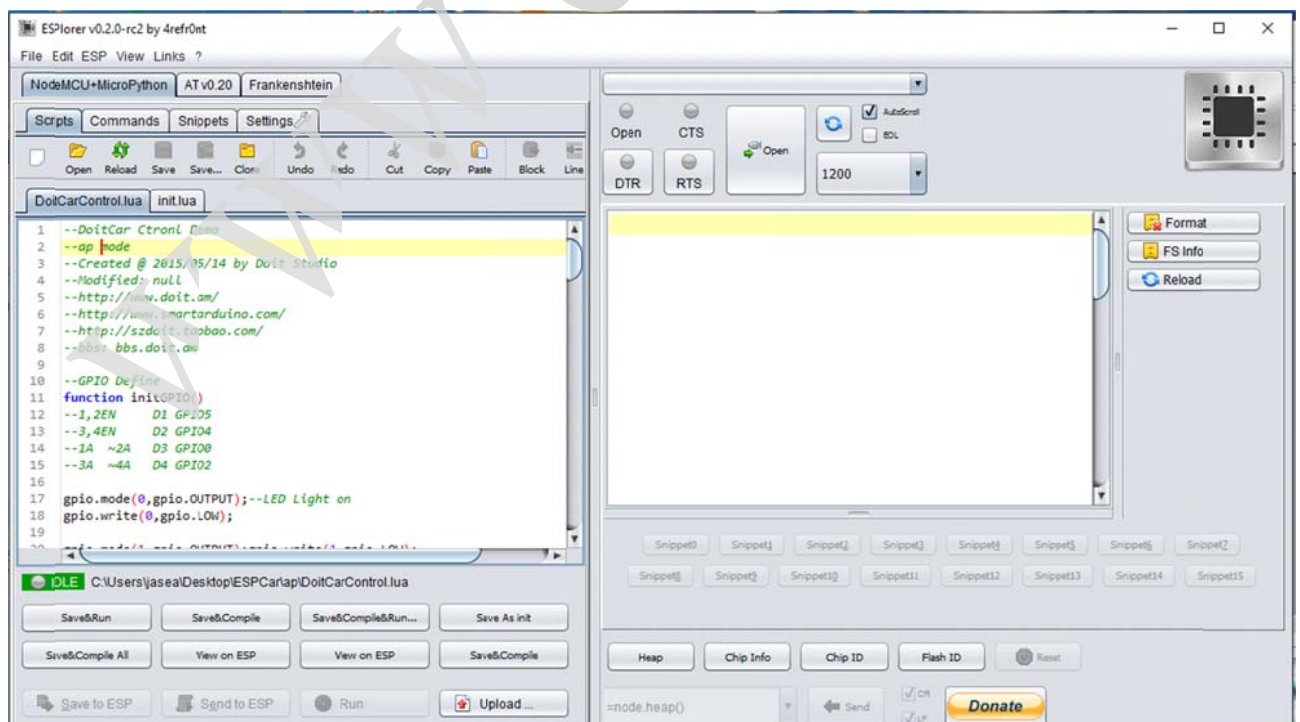 ESPlorer v0.2.0-rc2 by 4refr0nt
File Edit ESP View Links ?
NodeMCU+MicroPython AT v0.20 Frankenshtein
Scripts Commands Snippets Settings
Open Reload Save Save... Close Undo Redo Cut Copy Paste Block Line
DoitCarControl.lua init.lua
1 --DoitCar Ctronl Demo
2 --ap mode
3 --Created @ 2015/05/14 by Doit Studio
4 --Modified: null
5 --http://www.doit.am/
6 --http://www.smartarduino.com/
7 --http://szdoit.taobao.com/
8 --bbs: bbs.doit.am
9
10 --GPIO Define
11 function initGPIO()
12 --1,2EN D1 GPIO5
13 --3,4EN D2 GPIO4
14 --1A ~2A D3 GPIO0
15 --3A ~4A D4 GPIO2
16
17 gpio.mode(0,gpio.OUTPUT);--LED Light on
18 gpio.write(0,gpio.LOW);
19
IDLE C:\Users\jasea\Desktop\ESPCar\ap\DoitCarControl.lua
Save&Run Save&Compile Save&Compile&Run... Save As init
Save&Compile All View on ESP View on ESP Save&Compile
Save to ESP Send to ESP Run Upload ...
Open CTS
DTR RTS
Open
AutoScroll
EOL
1200
Format
FS Info
Reload
Snippet0 Snippet1 Snippet2 Snippet3 Snippet4 Snippet5 Snippet6 Snippet7
Snippet8 Snippet9 Snippet10 Snippet11 Snippet12 Snippet13 Snippet14 Snippet15
Heap Chip Info Chip ID Flash ID Reset
=node.heap() Send CR LF Donate
www